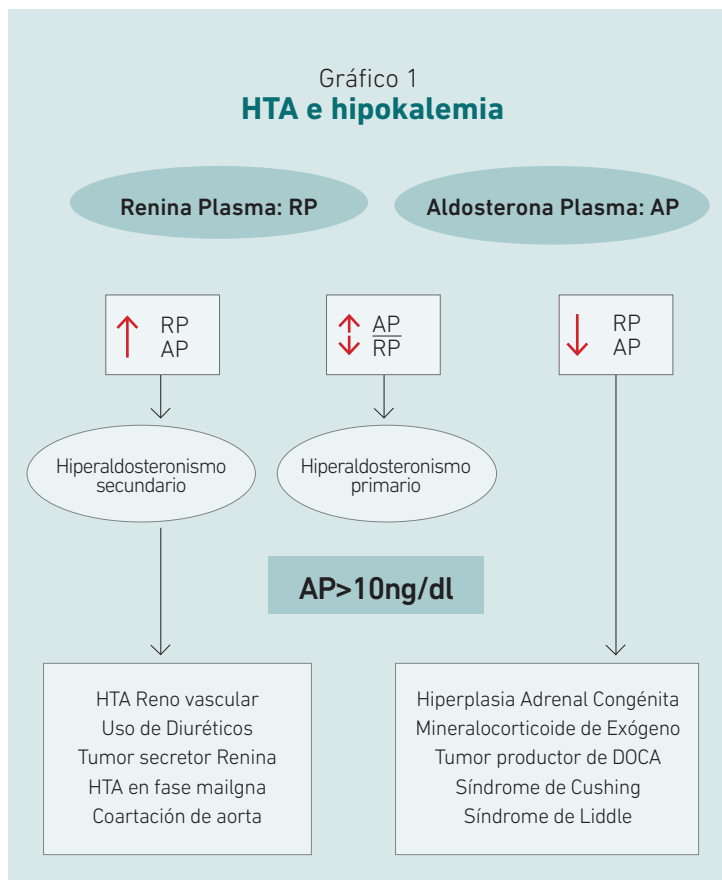 Gráfico 1
HTA e hipokalemia
Renina Plasma: RP
Aldosterona Plasma: AP
RP
AP
AP
RP
RP
AP
Hiperaldosteronismo
secundario
Hiperaldosteronismo
primario
AP>10ng/dl
HTA Reno vascular
Uso de Diuréticos
Tumor secretor Renina
HTA en fase mailgna
Coartación de aorta
Hiperplasia Adrenal Congénita
Mineralocorticoide de Exógeno
Tumor productor de DOCA
Síndrome de Cushing
Síndrome de Liddle